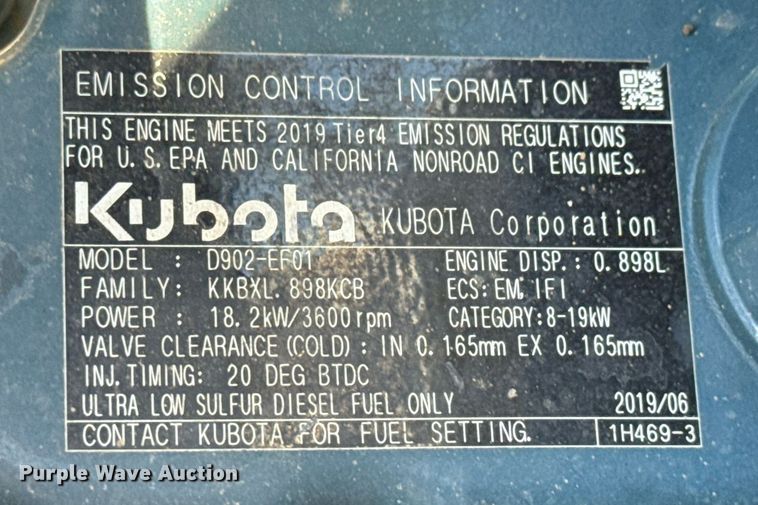 EMISSION CONTROL INFORMATION
THIS ENGINE MEETS 2019 Tier4 EMISSION REGULATIONS
FOR U.S. EPA AND CALIFORNIA NONROAD CI ENGINES.
Kubota KUBOTA Corporation
MODEL : D902-EF01 ENGINE DISP.: 0.898L
FAMILY: KKBXL.898KCB ECS: EM, IFI
POWER : 18.2kW/3600rpm CATEGORY:8-19kW
VALVE CLEARANCE(COLD): IN 0.165mm EX 0.165mm
INJ.TIMING: 20 DEG BTDC
ULTRA LOW SULFUR DIESEL FUEL ONLY 2019/06
CONTACT KUBOTA FOR FUEL SETTING. 1H469-3
Purple Wave Auction